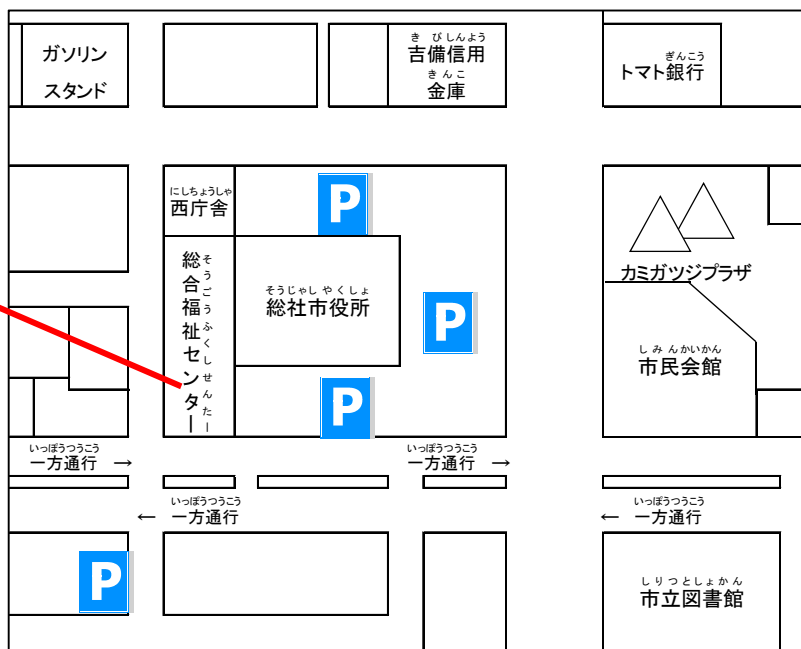 ガソリン
スタンド
き びしんよう
吉備信用
きんこ
金庫
ぎんこう
トマト銀行
にしちょうしゃ
西庁舎
P
総合福祉センター
そうごうふくしせんたー
そうじゃし やくしょ
総社市役所
P
P
カミガツジプラザ
しみんかいかん
市民会館
いっぽうつうこう
一方通行 →
いっぽうつうこう
一方通行 →
いっぽうつうこう
← 一方通行
いっぽうつうこう
← 一方通行
P
しりつとしょかん
市立図書館